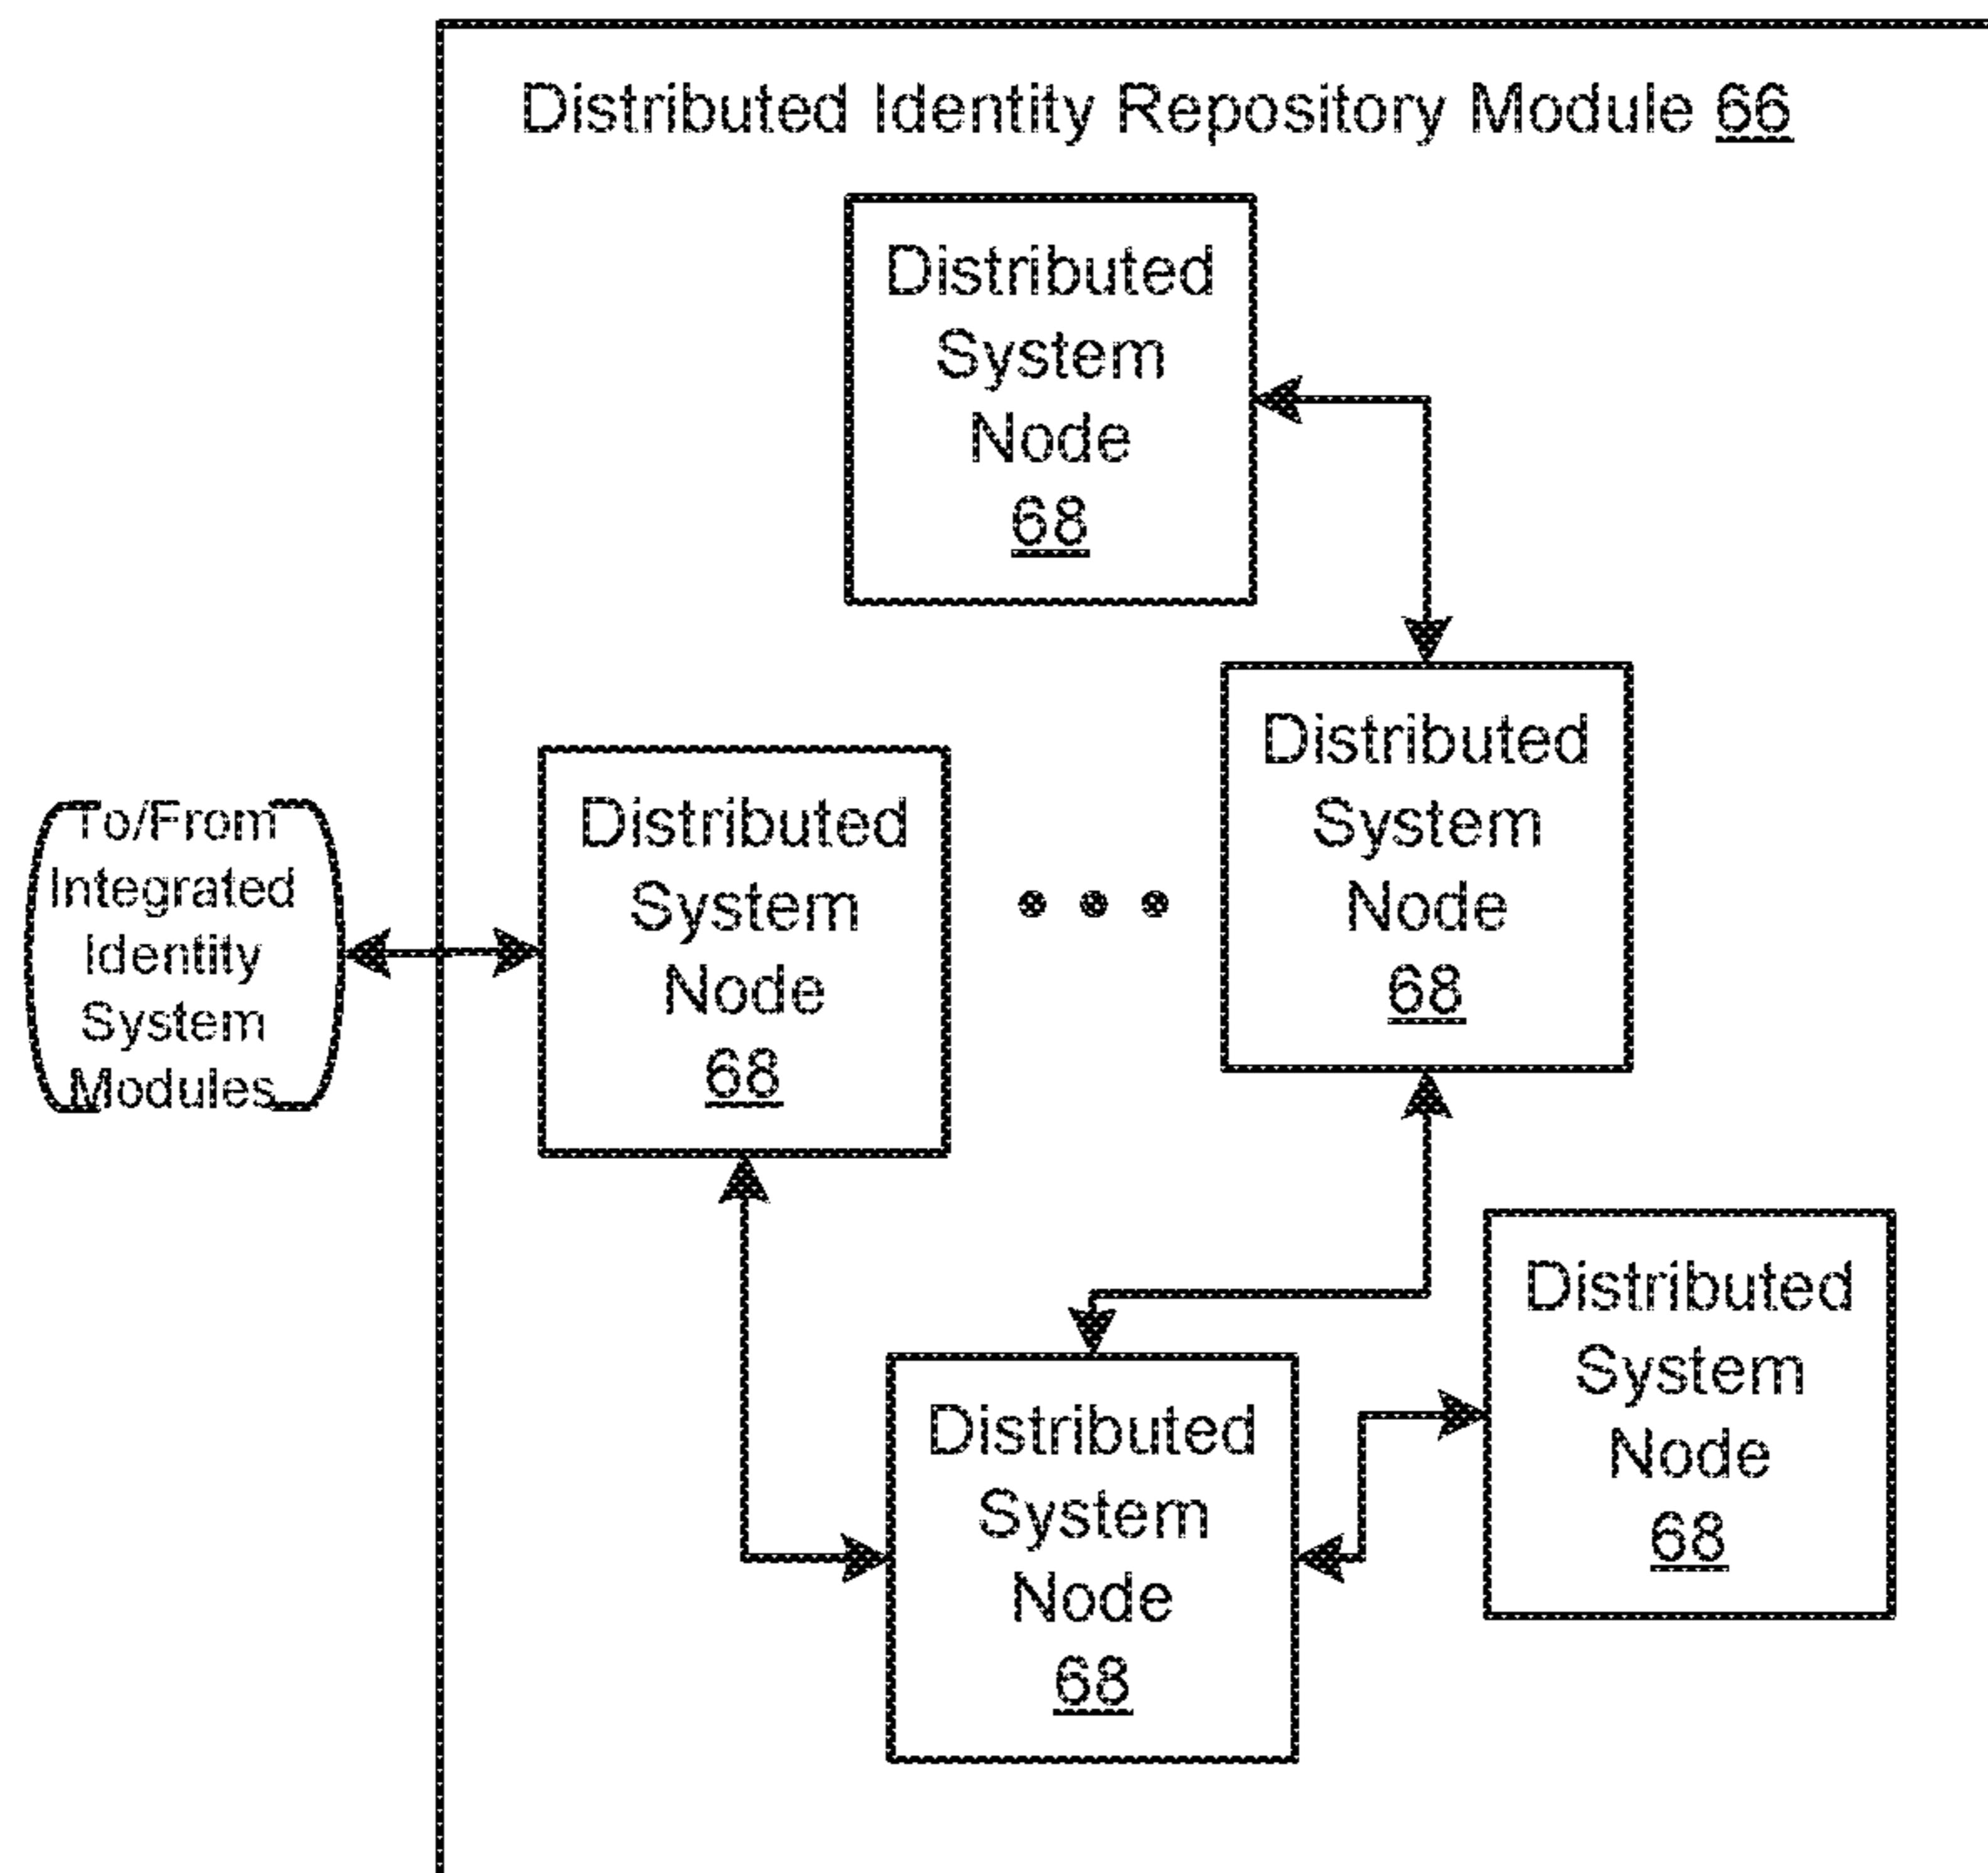 Distributed Identity Repository Module 66
Distributed
System
Node
68
Distributed
System
Node
68
Distributed
System
Node
68
To/From
Integrated
Identity
System
Modules
Distributed
System
Node
68
Distributed
System
Node
68